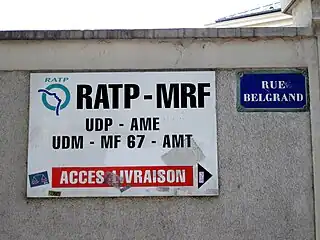 RATP
RATP - MRF
UDP - AME
UDM - MF 67 - AMT
ACCES LIVRAISON
RUE
BELGRAND